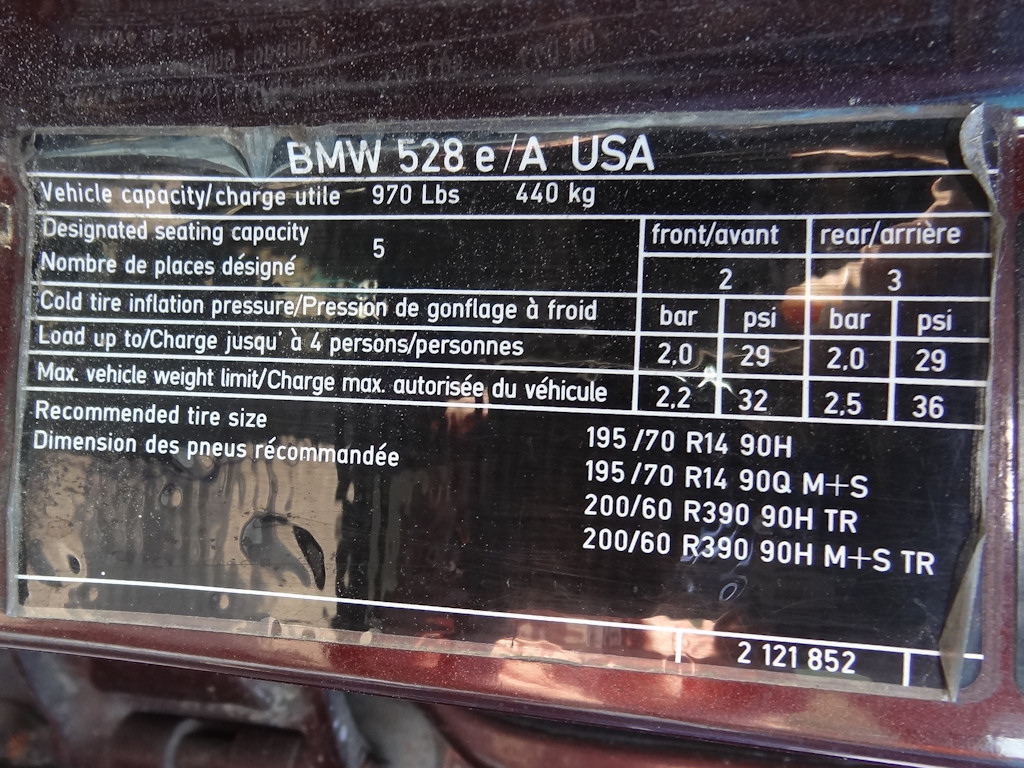 BMW 528 e/A USA
Vehicle capacity/charge utile 970 Lbs 440 kg
Designated seating capacity 5 front/avant rear/arrière
Nombre de places désigné 2 3
Cold tire inflation pressure/Pression de gonflage à froid bar psi bar psi
Load up to/Charge jusqu' à 4 persons/personnes 2,0 29 2,0 29
Max. vehicle weight limit/Charge max. autorisée du véhicule 2,2 32 2,5 36
Recommended tire size 195/70 R14 90H
Dimension des pneus récommandée 195/70 R14 90Q M+S
200/60 R390 90H TR
200/60 R390 90H M+S TR
2 121 852